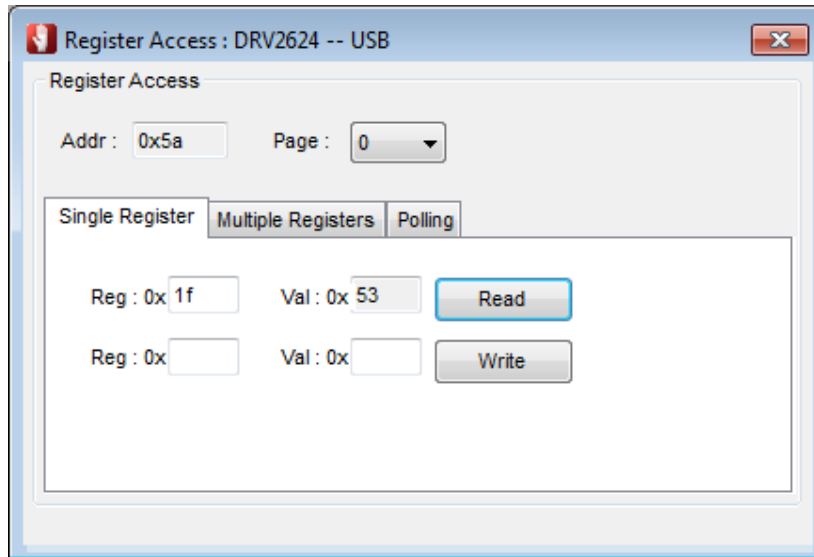 Register Access : DRV2624 -- USB
Register Access
Addr : 0x5a Page : 0
Single Register Multiple Registers Polling
Reg : 0x 1f Val : 0x 53 Read
Reg : 0x Val : 0x Write